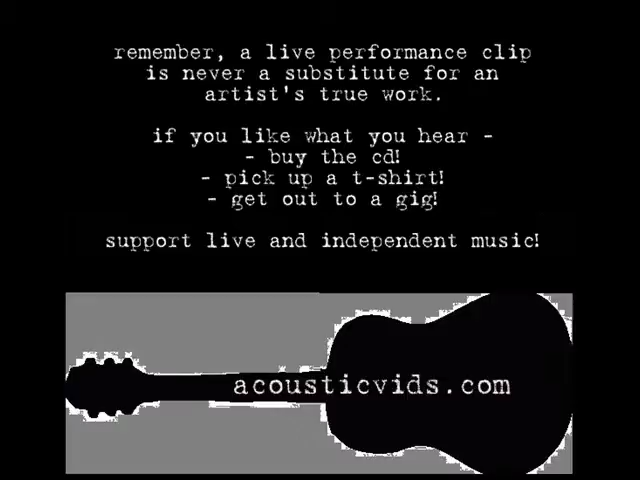 remember, a live performance clip
is never a substitute for an
artist's true work.
if you like what you hear -
- buy the cd!
- pick up a t-shirt!
- get out to a gig!
support live and independent music!
acousticvids.com